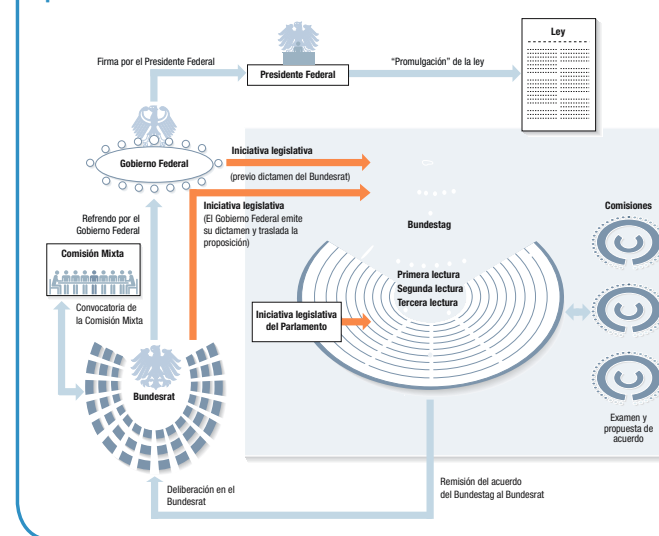 Ley
Firma por el Presidente Federal
Presidente Federal
“Promulgación” de la ley
Gobierno Federal
Iniciativa legislativa
(previo dictamen del Bundesrat)
Iniciativa legislativa
(El Gobierno Federal emite
su dictamen y traslada la
proposición)
Refrendo por el
Gobierno Federal
Comisión Mixta
Convocatoria de
la Comisión Mixta
Bundesrat
Bundestag
Primera lectura
Segunda lectura
Tercera lectura
Iniciativa legislativa
del Parlamento
Comisiones
Examen y
propuesta de
acuerdo
Remisión del acuerdo
del Bundestag al Bundesrat
Deliberación en el
Bundesrat